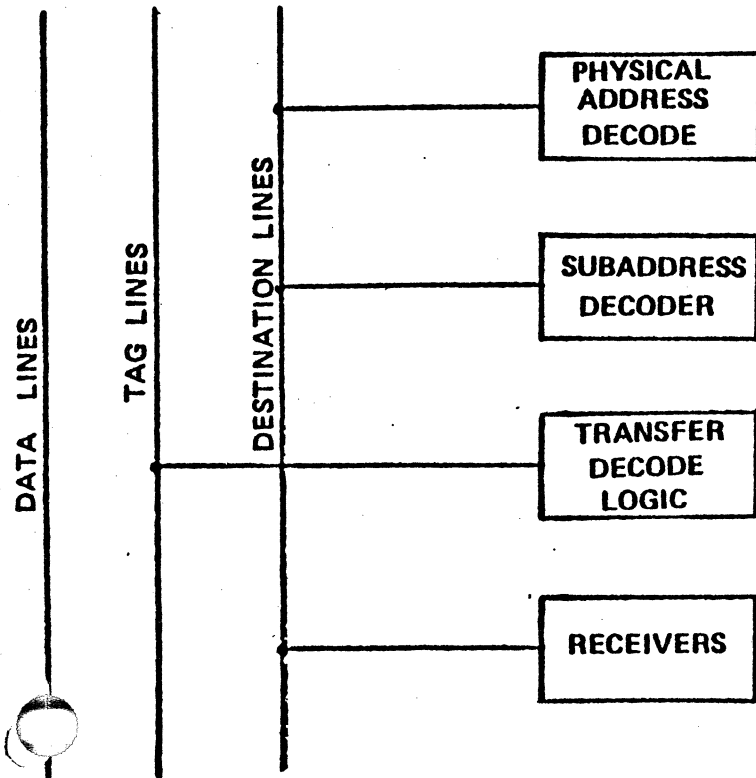 PHYSICAL
ADDRESS
DECODE
SUBADDRESS
DECODER
TRANSFER
DECODE
LOGIC
RECEIVERS
DATA LINES
TAG LINES
DESTINATION LINES